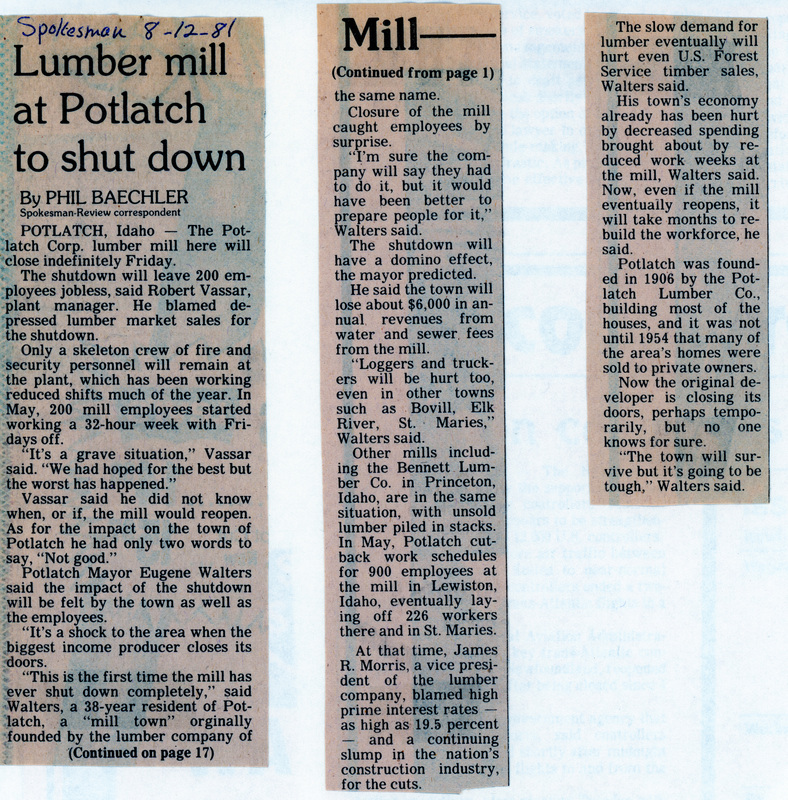 Spokesman 8-12-81
Lumber mill
at Potlatch
to shut down
By PHIL BAECHLER
Spokesman-Review correspondent
POTLATCH, Idaho — The Pot-
latch Corp. lumber mill here will
close indefinitely Friday.
The shutdown will leave 200 em-
ployees jobless, said Robert Vassar,
plant manager. He blamed de-
pressed lumber market sales for
the shutdown.
Only a skeleton crew of fire and
security personnel will remain at
the plant, which has been working
reduced shifts much of the year. In
May, 200 mill employees started
working a 32-hour week with Fri-
days off.
"It's a grave situation," Vassar
said. "We had hoped for the best but
the worst has happened."
Vassar said he did not know
when, or if, the mill would reopen.
As for the impact on the town of
Potlatch he had only two words to
say, "Not good."
Potlatch Mayor Eugene Walters
said the impact of the shutdown
will be felt by the town as well as
the employees.
"It's a shock to the area when the
biggest income producer closes its
doors.
"This is the first time the mill has
ever shut down completely," said
Walters, a 38-year resident of Pot-
latch, a "mill town" orginally
founded by the lumber company of
(Continued on page 17)
Mill—
(Continued from page 1)
the same name.
Closure of the mill
caught employees by
surprise.
"I'm sure the com-
pany will say they had
to do it, but it would
have been better to
prepare people for it,"
Walters said.
The shutdown will
have a domino effect,
the mayor predicted.
He said the town will
lose about $6,000 in an-
nual revenues from
water and sewer fees
from the mill.
"Loggers and truck-
ers will be hurt too,
even in other towns
such as Bovill, Elk
River, St. Maries,"
Walters said.
Other mills includ-
ing the Bennett Lum-
ber Co. in Princeton,
Idaho, are in the same
situation, with unsold
lumber piled in stacks.
In May, Potlatch cut-
back work schedules
for 900 employees at
the mill in Lewiston,
Idaho, eventually lay-
ing off 226 workers
there and in St. Maries.
At that time, James
R. Morris, a vice presi-
dent of the lumber
company, blamed high
prime interest rates —
as high as 19.5 percent
— and a continuing
slump in the nation's
construction industry,
for the cuts.
The slow demand for
lumber eventually will
hurt even U.S. Forest
Service timber sales,
Walters said.
His town's economy
already has been hurt
by decreased spending
brought about by re-
duced work weeks at
the mill, Walters said.
Now, even if the mill
eventually reopens, it
will take months to re-
build the workforce, he
said.
Potlatch was found-
ed in 1906 by the Pot-
latch Lumber Co.,
building most of the
houses, and it was not
until 1954 that many of
the area's homes were
sold to private owners.
Now the original de-
veloper is closing its
doors, perhaps tempo-
rarily, but no one
knows for sure.
"The town will sur-
vive but it's going to be
tough," Walters said.